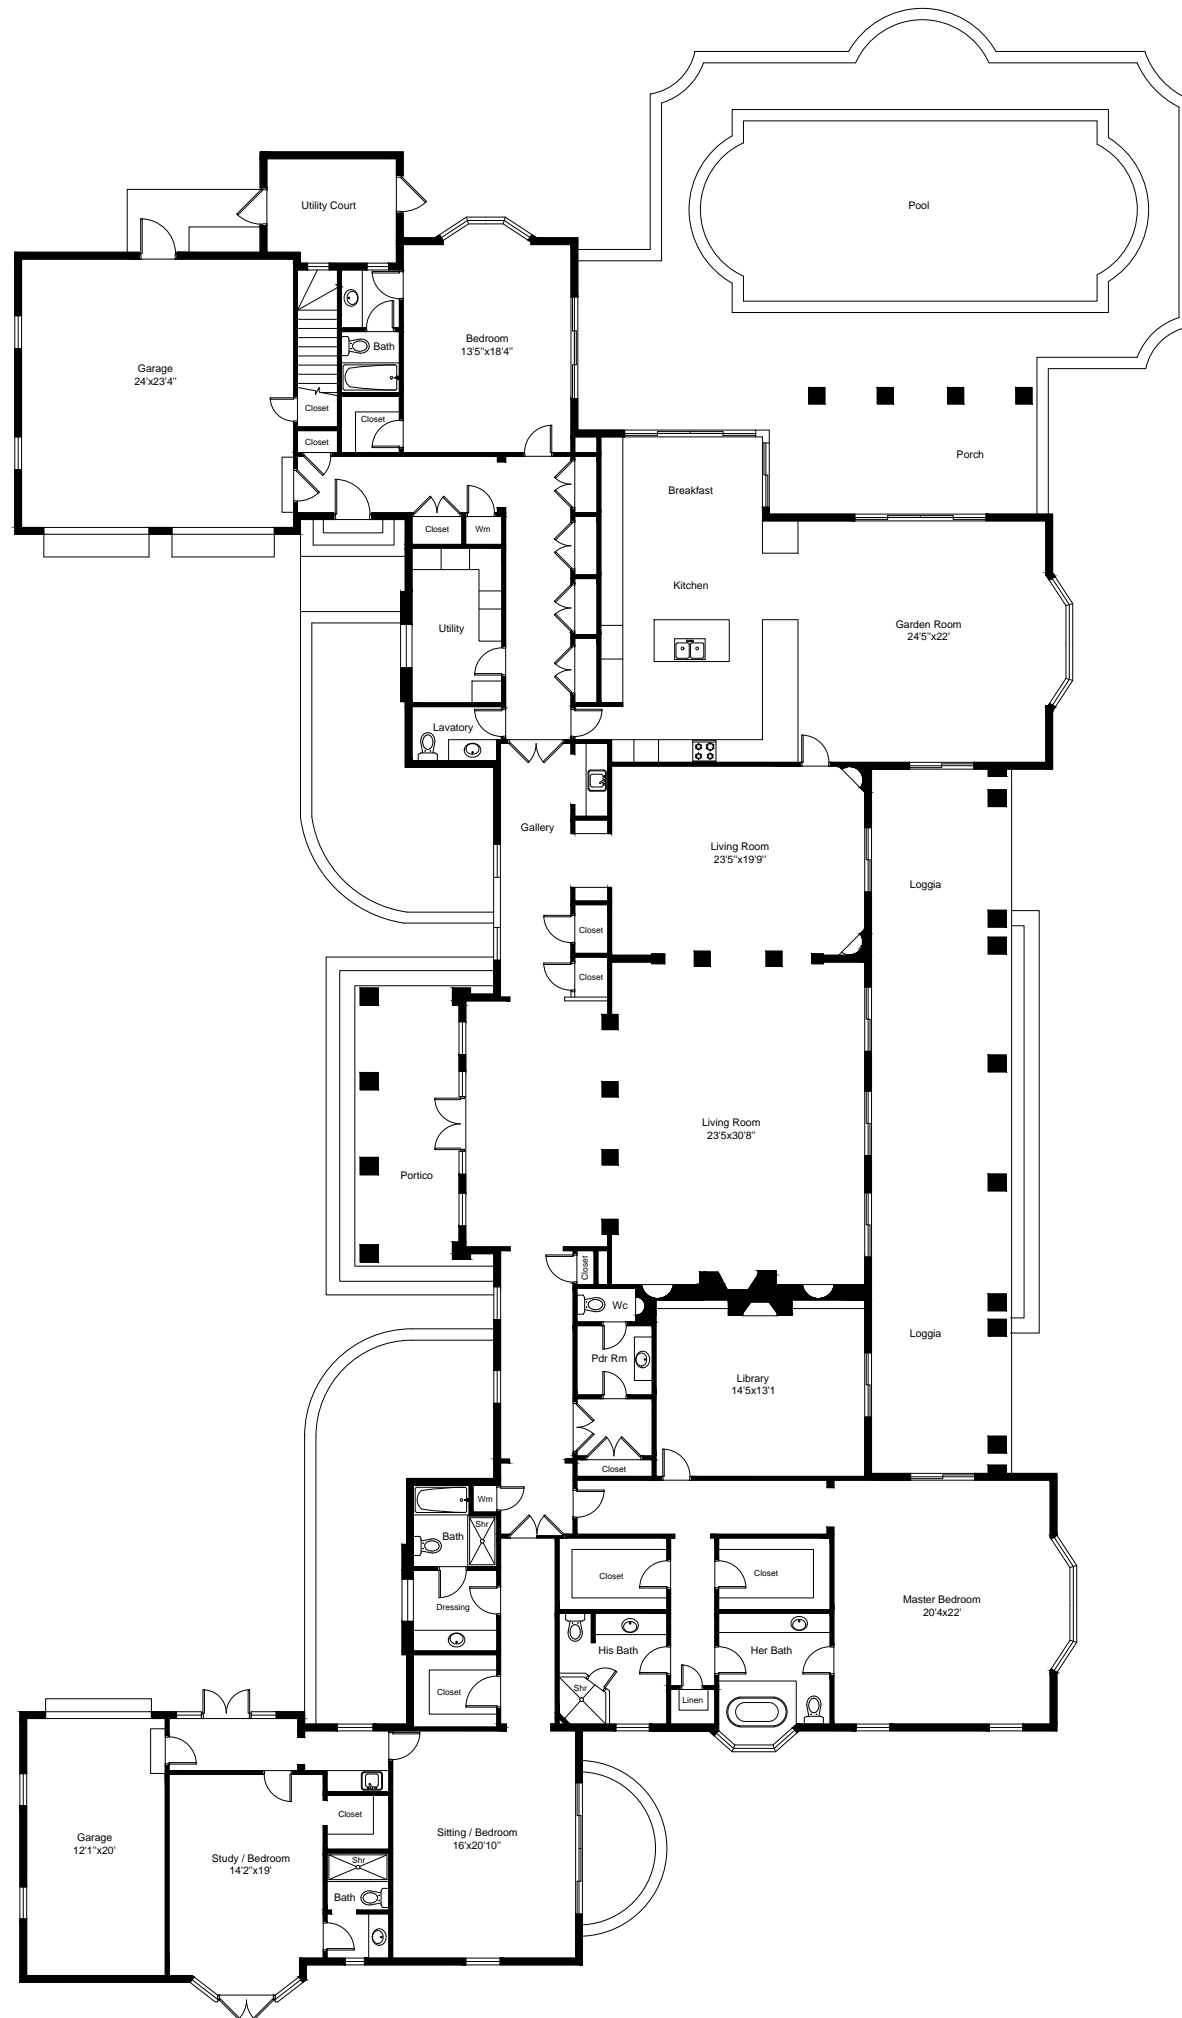 Pool
Utility Court
Bedroom
13'5"x18'4"
Bath
Garage
24'x23'4"
Closet
Closet
Closet
Porch
Breakfast
Closet
Wm
Kitchen
Utility
Garden Room
24'5"x22'
Lavatory
Gallery
Living Room
23'5"x19'9"
Loggia
Closet
Closet
Living Room
23'5x30'8"
Portico
Closet
Wc
Loggia
Pdr Rm
Library
14'5x13'1
Closet
Wm
Shr
Bath
Closet
Closet
Master Bedroom
20'4x22'
Dressing
His Bath
Her Bath
Closet
Shr
Linen
Closet
Sitting / Bedroom
16'x20'10"
Garage
12'1"x20'
Study / Bedroom
14'2"x19'
Shr
Bath